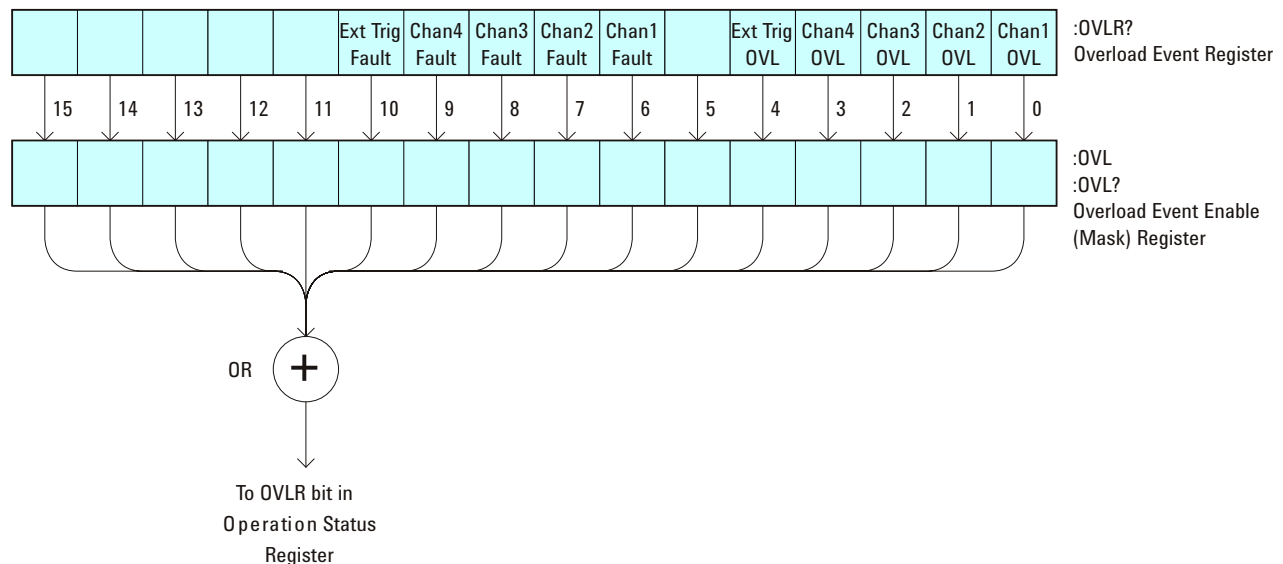 Ext Trig Fault
Chan4 Fault
Chan3 Fault
Chan2 Fault
Chan1 Fault
Ext Trig OVL
Chan4 OVL
Chan3 OVL
Chan2 OVL
Chan1 OVL
:OVLR?
Overload Event Register
15 14 13 12 11 10 9 8 7 6 5 4 3 2 1 0
:OVL
:OVL?
Overload Event Enable
(Mask) Register
OR +
To OVLR bit in
Operation Status
Register